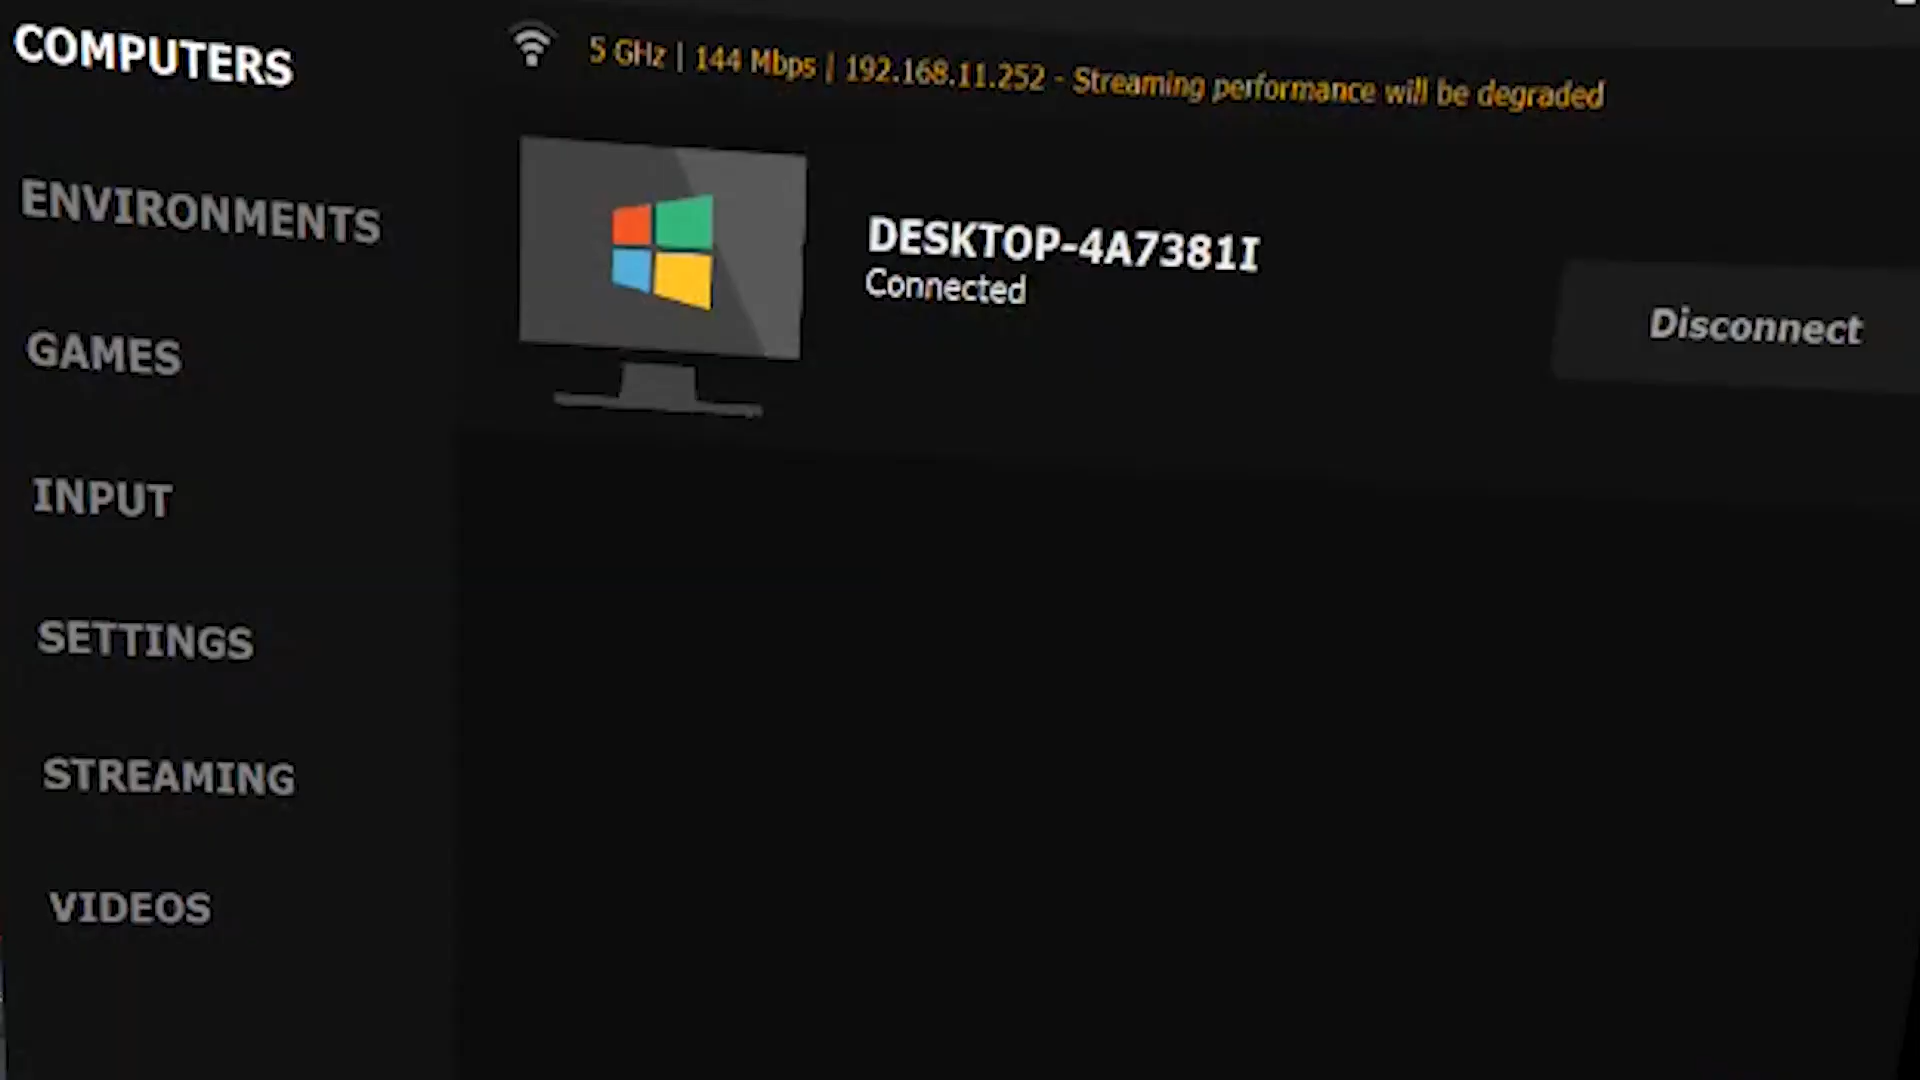 COMPUTERS
5 GHz | 144 Mbps | 192.168.11.252 - Streaming performance will be degraded
ENVIRONMENTS
DESKTOP-4A7381I
Connected
Disconnect
GAMES
INPUT
SETTINGS
STREAMING
VIDEOS